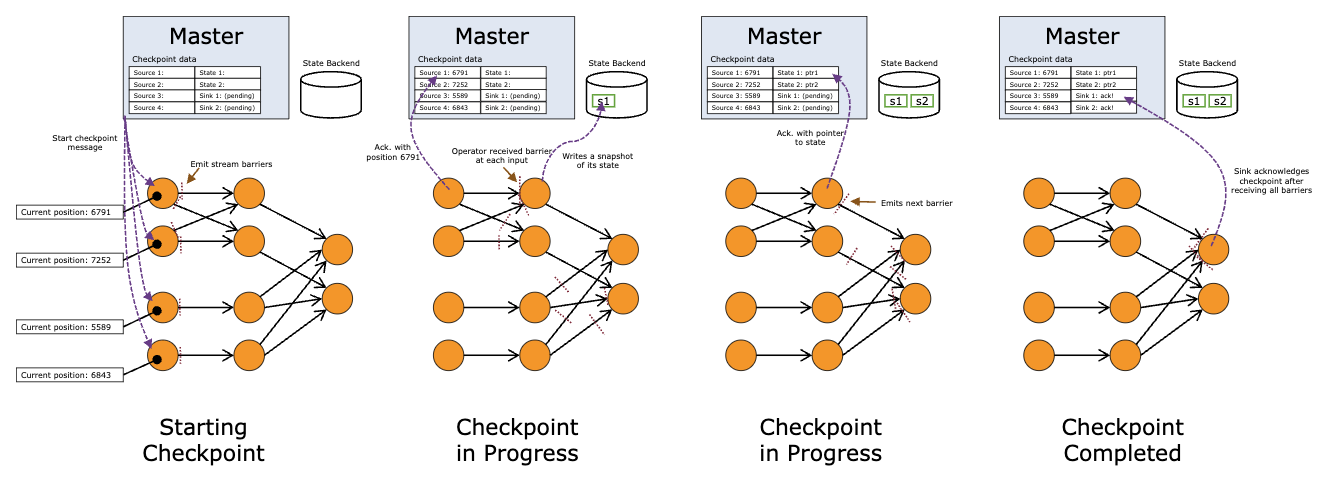 Master
Checkpoint data
Source 1:
State 1:
Source 2:
State 2:
Source 3:
Sink 1: (pending)
Source 4:
Sink 2: (pending)
State Backend
Start checkpoint
message
Emit stream barriers
Current position: 6791
Current position: 7252
Current position: 5589
Current position: 6843
Starting
Checkpoint
Master
Checkpoint data
Source 1: 6791
State 1:
Source 2: 7252
State 2:
Source 3: 5589
Sink 1: (pending)
Source 4: 6843
Sink 2: (pending)
State Backend
s1
Ack. with
position 6791
Operator received barrier
at each input
Writes a snapshot
of its state
Checkpoint
in Progress
Master
Checkpoint data
Source 1: 6791
State 1: ptr1
Source 2: 7252
State 2: ptr2
Source 3: 5589
Sink 1: (pending)
Source 4: 6843
Sink 2: (pending)
State Backend
s1
s2
Ack. with pointer
to state
Emits next barrier
Checkpoint
in Progress
Master
Checkpoint data
Source 1: 6791
State 1: ptr1
Source 2: 7252
State 2: ptr2
Source 3: 5589
Sink 1: ack!
Source 4: 6843
Sink 2: ack!
State Backend
s1
s2
Sink acknowledges
checkpoint after
receiving all barriers
Checkpoint
Completed